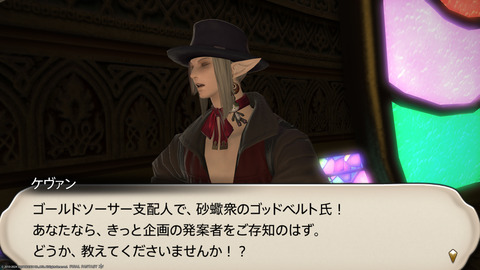 ケヴァン
ゴールドソーサー支配人で、砂蠍衆のゴッドベルト氏！
あなたなら、きっと企画の発案者をご存知のはず。
どうか、教えてくださいませんか！？
FINAL FANTASY XIV